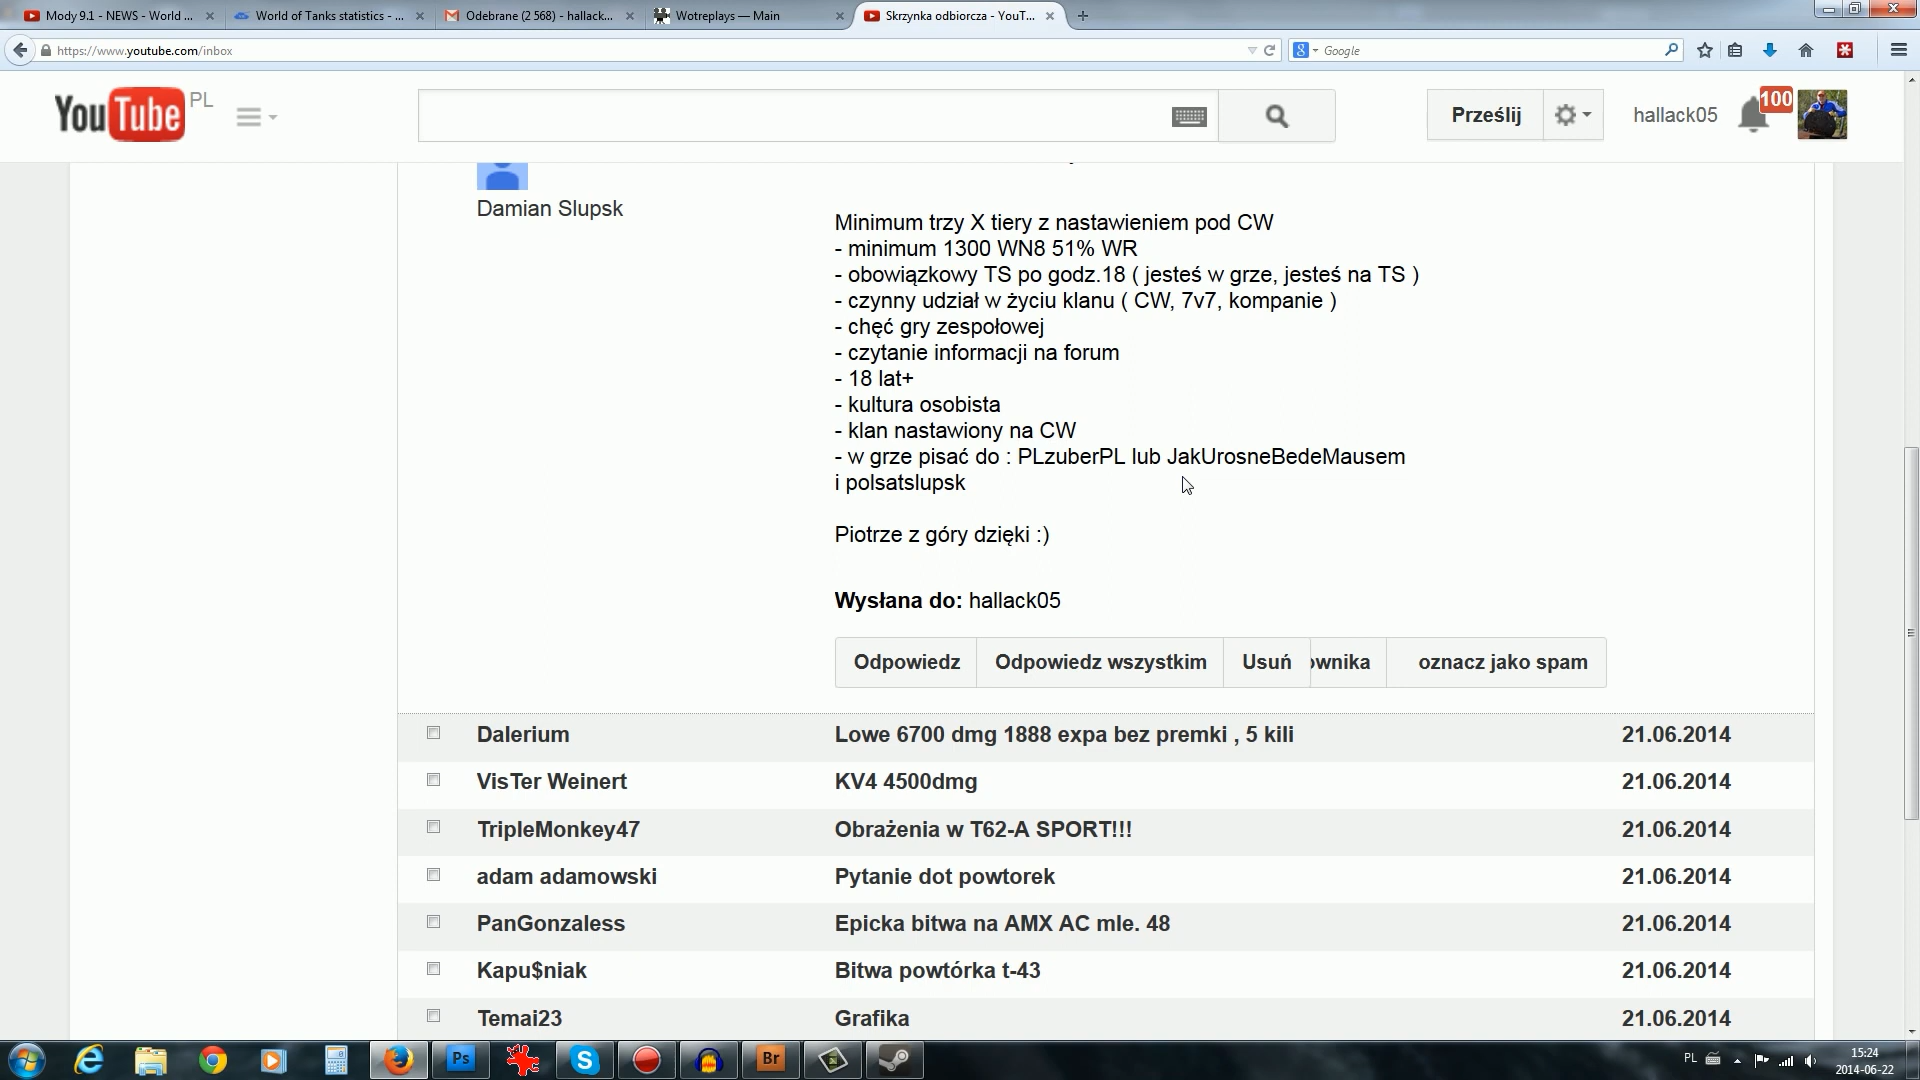 Mody 9.1 - NEWS - World ...
World of Tanks statistics - ...
Odebrane (2 568) - hallack...
Wotreplays — Main
Skrzynka odbiorcza - YouT...
https://www.youtube.com/inbox
Google
YouTube PL
Prześlij
hallack05
100
Damian Slupsk
Minimum trzy X tiery z nastawieniem pod CW
- minimum 1300 WN8 51% WR
- obowiązkowy TS po godz.18 ( jesteś w grze, jesteś na TS )
- czynny udział w życiu klanu ( CW, 7v7, kompanie )
- chęć gry zespołowej
- czytanie informacji na forum
- 18 lat+
- kultura osobista
- klan nastawiony na CW
- w grze pisać do : PLzuberPL lub JakUrosneBedeMausem
i polsatslupsk
Piotrze z góry dzięki :)
Wysłana do: hallack05
Odpowiedz
Odpowiedz wszystkim
Usuń
ownika
oznacz jako spam
Dalerium Lowe 6700 dmg 1888 expa bez premki , 5 kili 21.06.2014
VisTer Weinert KV4 4500dmg 21.06.2014
TripleMonkey47 Obrażenia w T62-A SPORT!!! 21.06.2014
adam adamowski Pytanie dot powtorek 21.06.2014
PanGonzaless Epicka bitwa na AMX AC mle. 48 21.06.2014
Kapu$niak Bitwa powtórka t-43 21.06.2014
Temai23 Grafika 21.06.2014
Ps
Br
PL
15:24
2014-06-22